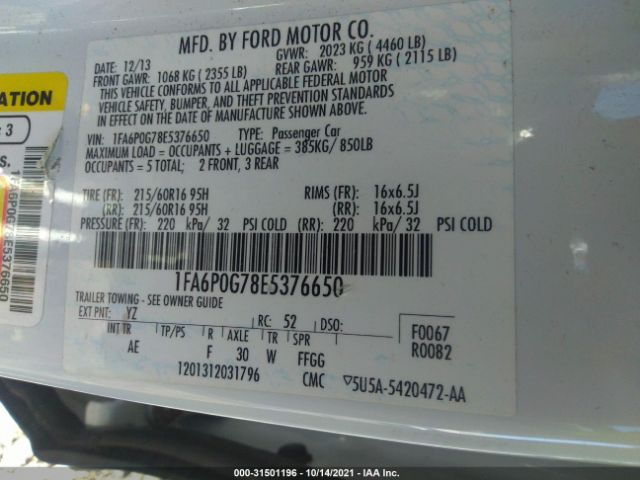 MFD. BY FORD MOTOR CO.
DATE: 12/13 GVWR: 2023 KG ( 4460 LB)
FRONT GAWR: 1068 KG ( 2355 LB) REAR GAWR: 959 KG ( 2115 LB)
THIS VEHICLE CONFORMS TO ALL APPLICABLE FEDERAL MOTOR
VEHICLE SAFETY, BUMPER, AND THEFT PREVENTION STANDARDS
IN EFFECT ON THE DATE OF MANUFACTURE SHOWN ABOVE.
VIN: 1FA6P0G78E5376650 TYPE: Passenger Car
MAXIMUM LOAD = OCCUPANTS + LUGGAGE = 385KG/ 850LB
OCCUPANTS = 5 TOTAL; 2 FRONT, 3 REAR
TIRE (FR): 215/60R16 95H RIMS (FR): 16x6.5J
(RR): 215/60R16 95H (RR): 16x6.5J
PRESSURE (FR): 220 kPa/ 32 PSI COLD (RR): 220 kPa/ 32 PSI COLD
1FA6P0G78E5376650
TRAILER TOWING - SEE OWNER GUIDE
EXT PNT: YZ RC: 52 DSO:
INT TR TP/PS R AXLE TR SPR
AE F 30 W FFGG
F0067
R0082
1201312031796 CMC ▽5U5A-5420472-AA
: 3
S.
1FA6P0G78E5376650
000-31501196 - 10/14/2021 - IAA Inc.